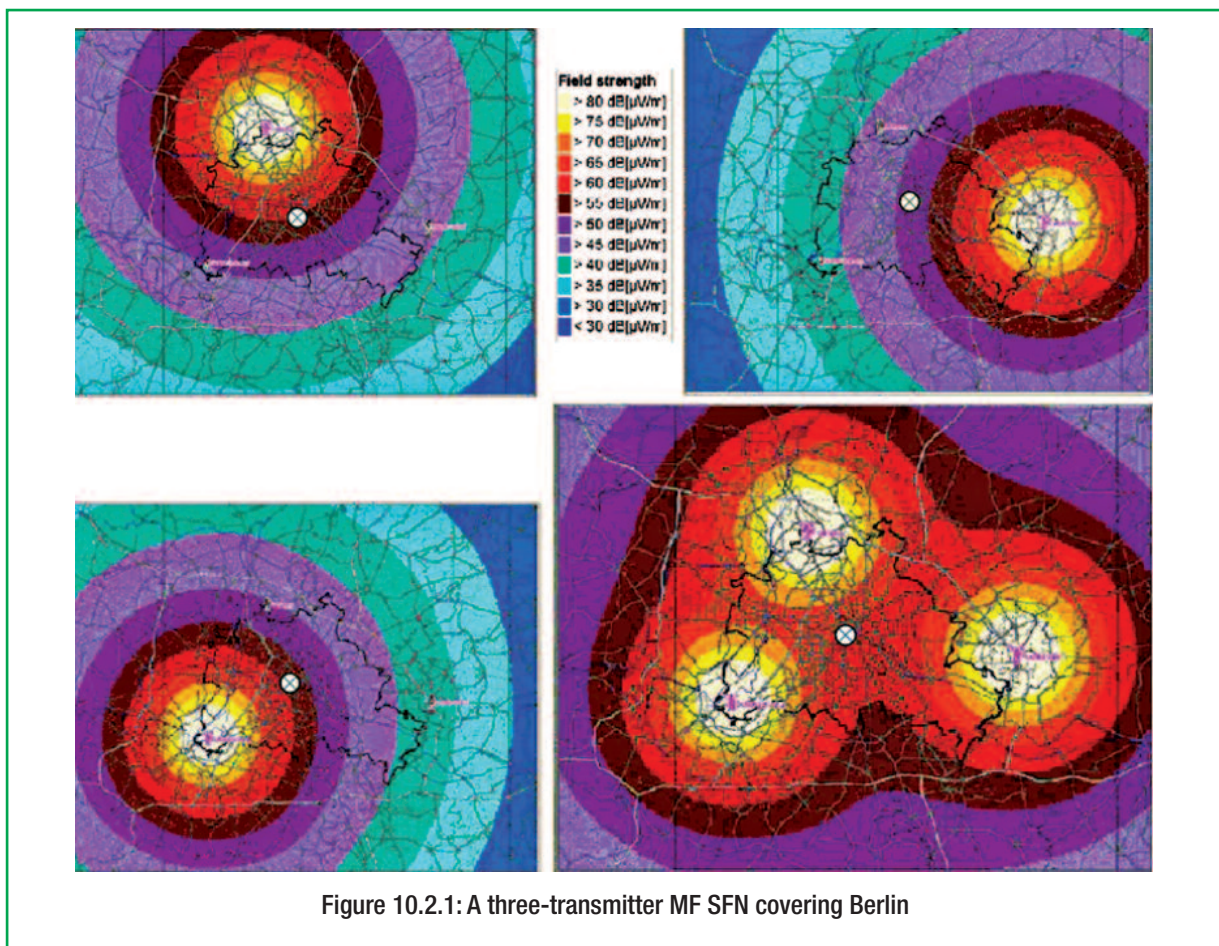 Field strength
> 80 dB[µV/m]
> 75 dB[µV/m]
> 70 dB[µV/m]
> 65 dB[µV/m]
> 60 dB[µV/m]
> 55 dB[µV/m]
> 50 dB[µV/m]
> 45 dB[µV/m]
> 40 dB[µV/m]
> 35 dB[µV/m]
> 30 dB[µV/m]
< 30 dB[µV/m]
Figure 10.2.1: A three-transmitter MF SFN covering Berlin